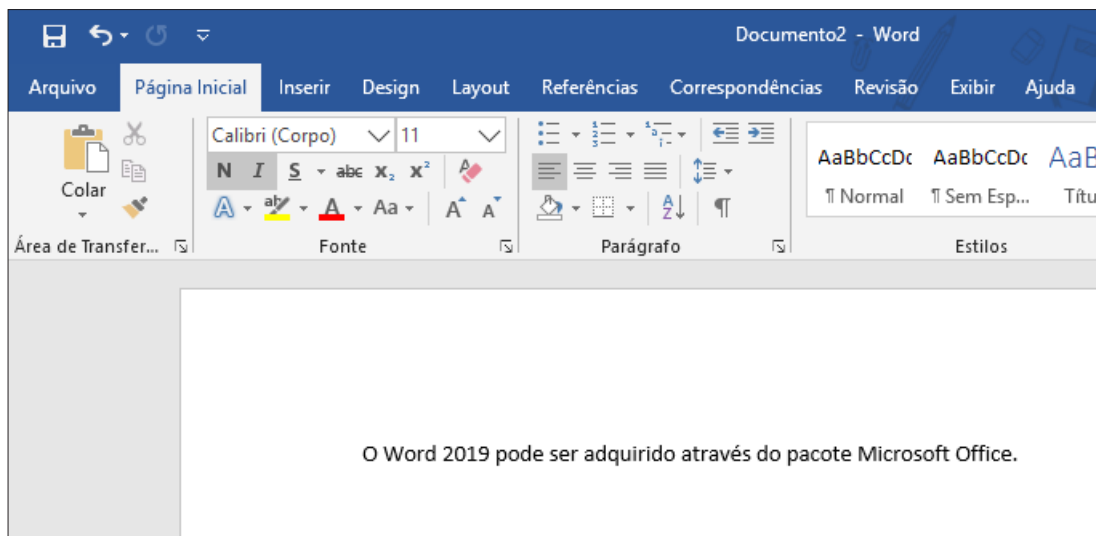 Documento2 - Word
Arquivo Página Inicial Inserir Design Layout Referências Correspondências Revisão Exibir Ajuda
Calibri (Corpo) 11
Colar
N I S abc x₂ x²
A aby A Aa A A
AaBbCcDc AaBbCcDc AaB
¶ Normal ¶ Sem Esp... Títu
Área de Transfer... Fonte Parágrafo Estilos
O Word 2019 pode ser adquirido através do pacote Microsoft Office.